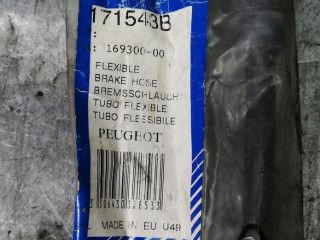 171543B
:
: 169300-00
FLEXIBLE
BRAKE HOSE
BREMSSCHLAUCH
TUBO FLEXIBLE
TUBO FLESSIBILE
PEUGEOT
MADE IN EU U49